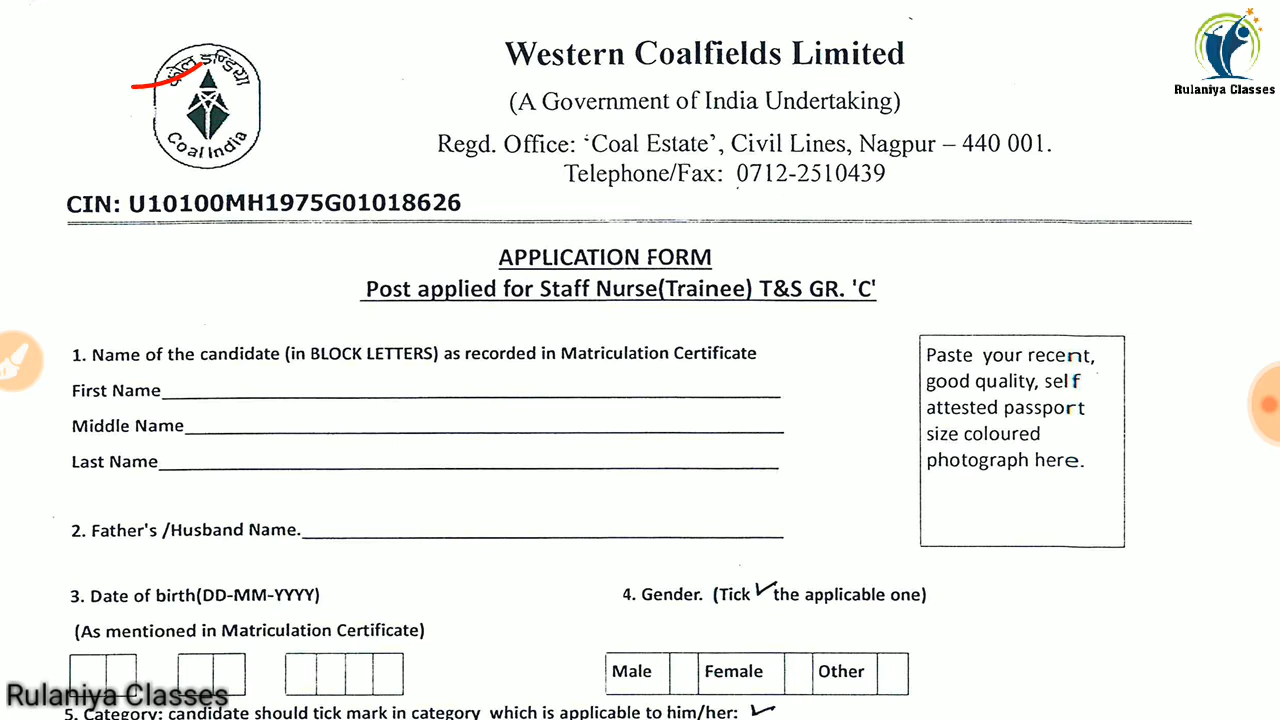 कोल इण्डिया
Coal India
Western Coalfields Limited
(A Government of India Undertaking)
Regd. Office: ‘Coal Estate’, Civil Lines, Nagpur – 440 001.
Telephone/Fax: 0712-2510439
CIN: U10100MH1975G01018626
Rulaniya Classes
APPLICATION FORM
Post applied for Staff Nurse(Trainee) T&S GR. 'C'
1. Name of the candidate (in BLOCK LETTERS) as recorded in Matriculation Certificate
First Name
Middle Name
Last Name
Paste your recent,
good quality, self
attested passport
size coloured
photograph here.
2. Father's /Husband Name.
3. Date of birth(DD-MM-YYYY)
(As mentioned in Matriculation Certificate)
4. Gender. (Tick ✓ the applicable one)
Male Female Other
Rulaniya Classes
5. Category: candidate should tick mark in category which is applicable to him/her: ✓